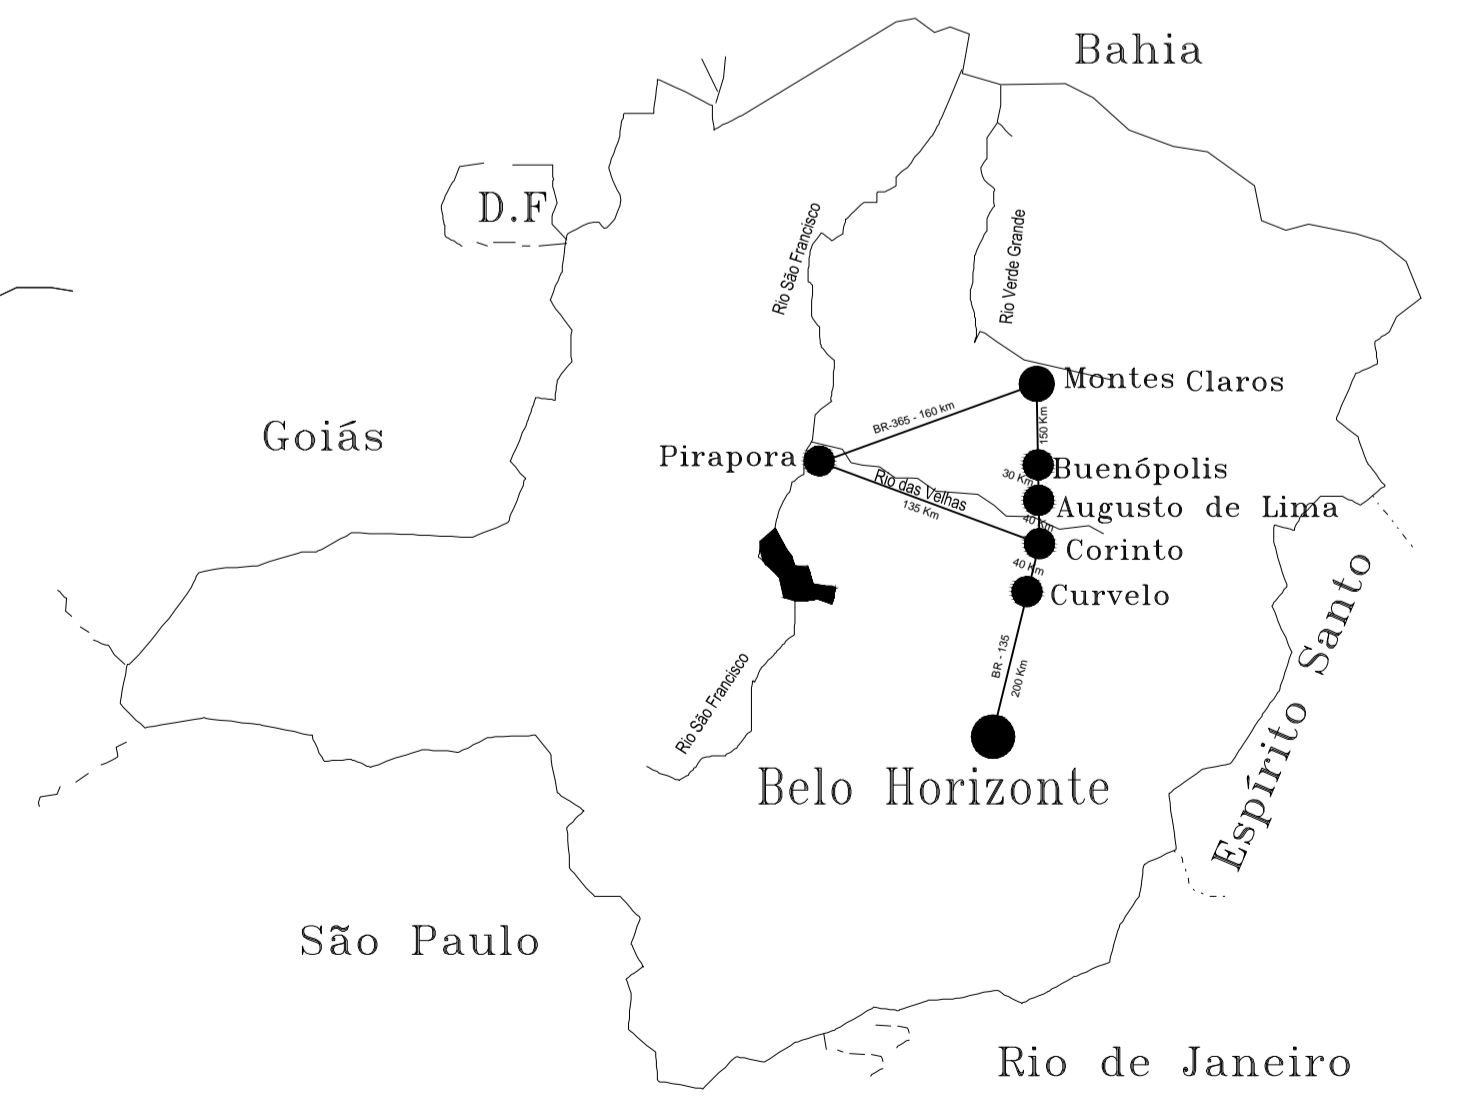 Bahia
D.F
Rio São Francisco
Rio Verde Grande
Montes Claros
BR-365 - 160 km
150 Km
Goiás
Pirapora
Buenópolis
30 Km
Rio das Velhas
135 Km
Augusto de Lima
40 Km
Corinto
40 Km
Curvelo
Espírito Santo
BR - 135
200 Km
Rio São Francisco
Belo Horizonte
São Paulo
Rio de Janeiro